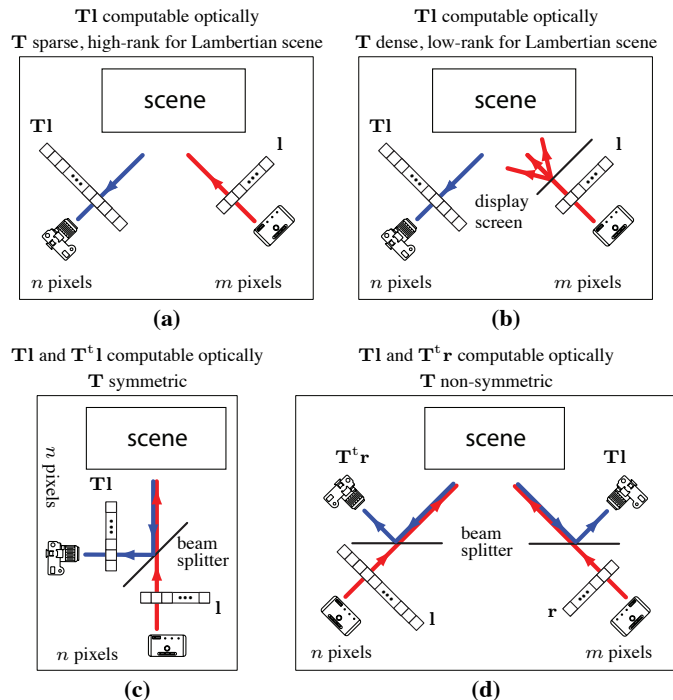 Tl computable optically
T sparse, high-rank for Lambertian scene
scene
Tl
l
n pixels
m pixels
(a)
Tl computable optically
T dense, low-rank for Lambertian scene
scene
Tl
l
display
screen
n pixels
m pixels
(b)
Tl and Tᵗl computable optically
T symmetric
scene
n pixels
Tl
beam
splitter
l
n pixels
(c)
Tl and Tᵗr computable optically
T non-symmetric
scene
Tᵗr
Tl
beam
splitter
l
r
n pixels
m pixels
(d)